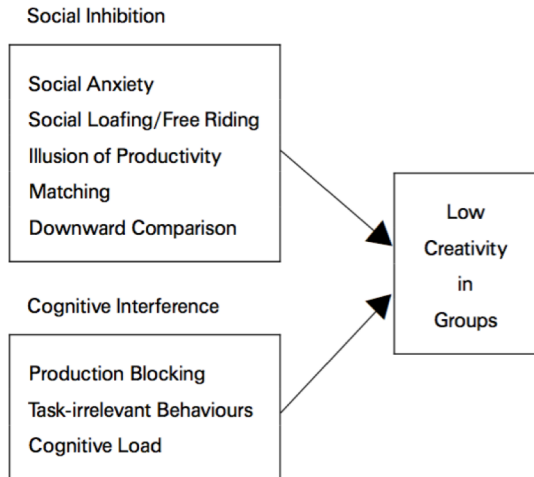 Social Inhibition
Social Anxiety
Social Loafing/Free Riding
Illusion of Productivity
Matching
Downward Comparison
Low
Creativity
in
Groups
Cognitive Interference
Production Blocking
Task-irrelevant Behaviours
Cognitive Load